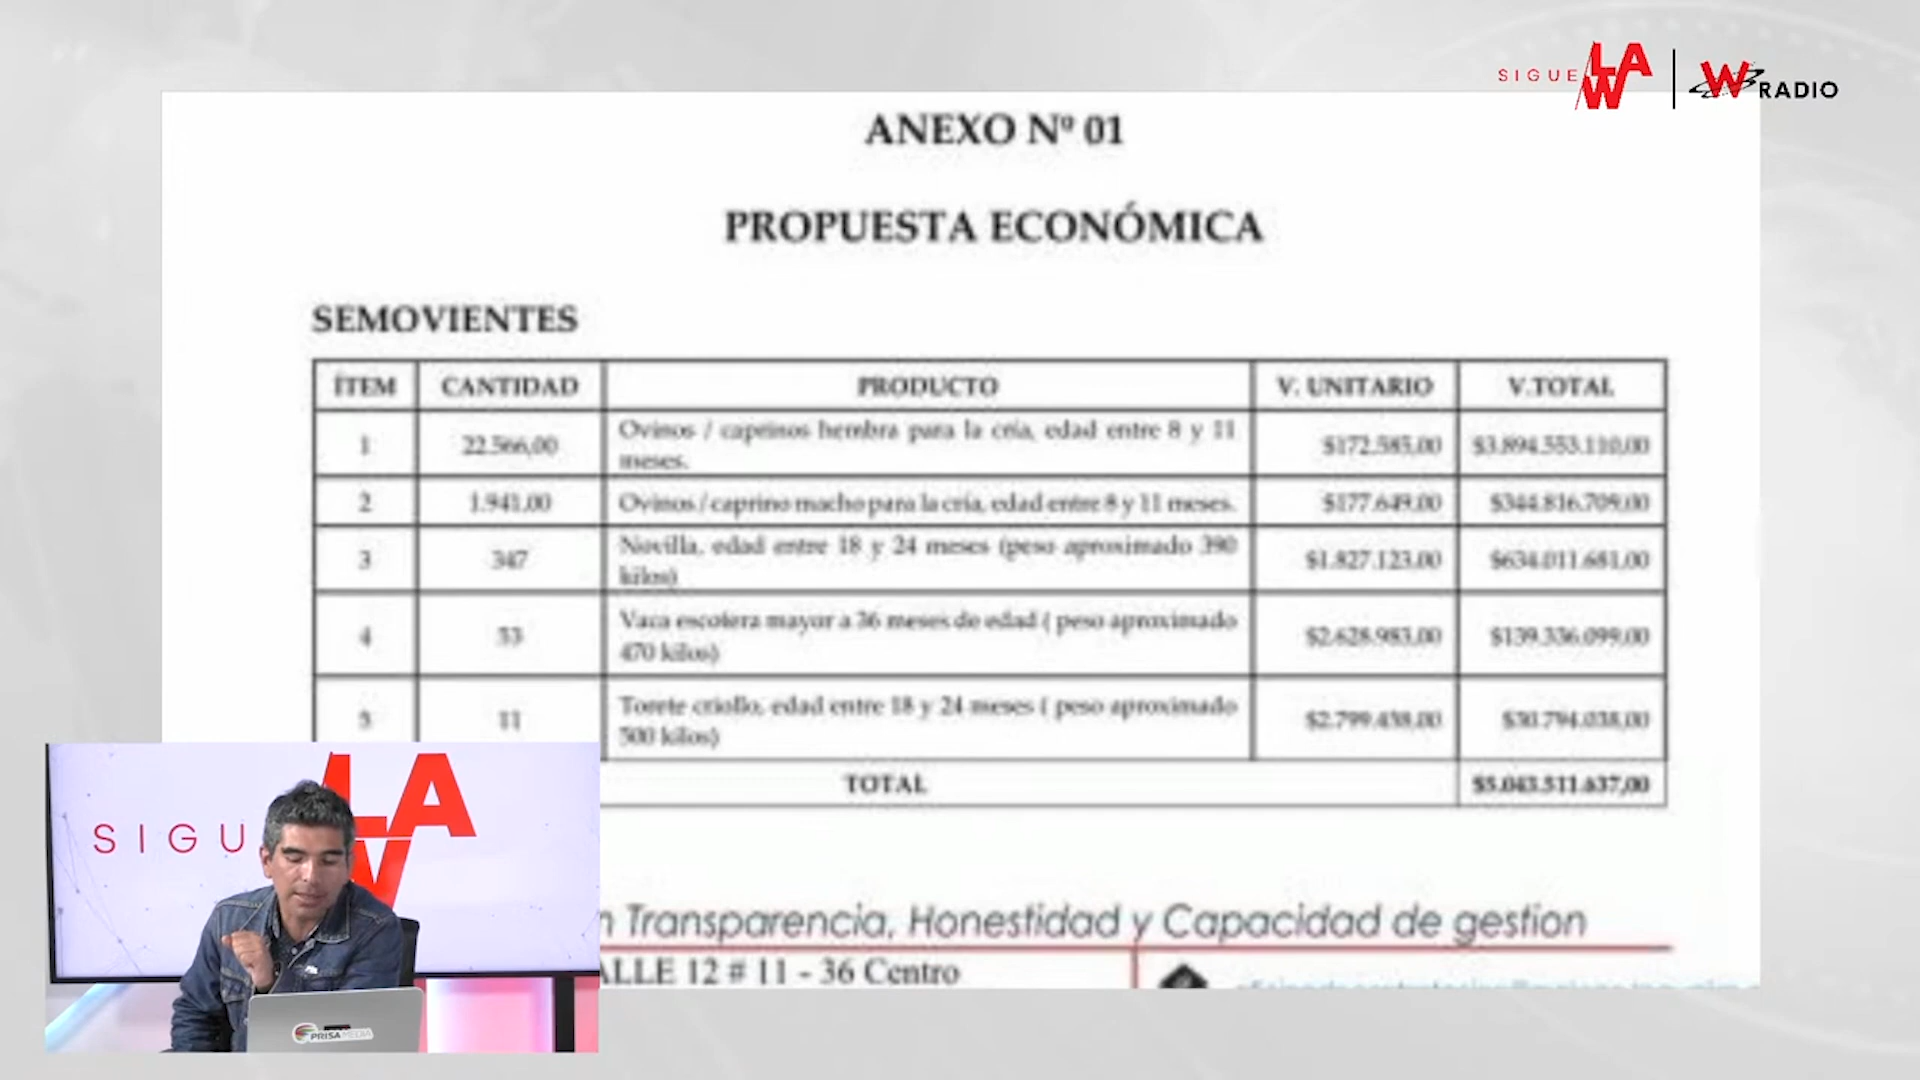 SIGUE LA W
W RADIO
ANEXO Nº 01
PROPUESTA ECONÓMICA
SEMOVIENTES
ÍTEM CANTIDAD PRODUCTO V. UNITARIO V.TOTAL
1 22.566,00 Ovinos / caprinos hembra para la cría, edad entre 8 y 11 meses. $172.585,00 $3.894.553.110,00
2 1.941,00 Ovinos / caprino macho para la cría, edad entre 8 y 11 meses. $177.649,00 $344.816.709,00
3 347 Novilla, edad entre 18 y 24 meses (peso aproximado 390 kilos) $1.827.123,00 $634.011.681,00
4 53 Vaca escotera mayor a 36 meses de edad ( peso aproximado 470 kilos) $2.628.983,00 $139.336.099,00
5 11 Torete criollo, edad entre 18 y 24 meses ( peso aproximado 500 kilos) $2.799.458,00 $30.794.038,00
TOTAL $5.043.511.637,00
n Transparencia, Honestidad y Capacidad de gestion
ALLE 12 # 11 - 36 Centro
SIGU LA
PRISA MEDIA